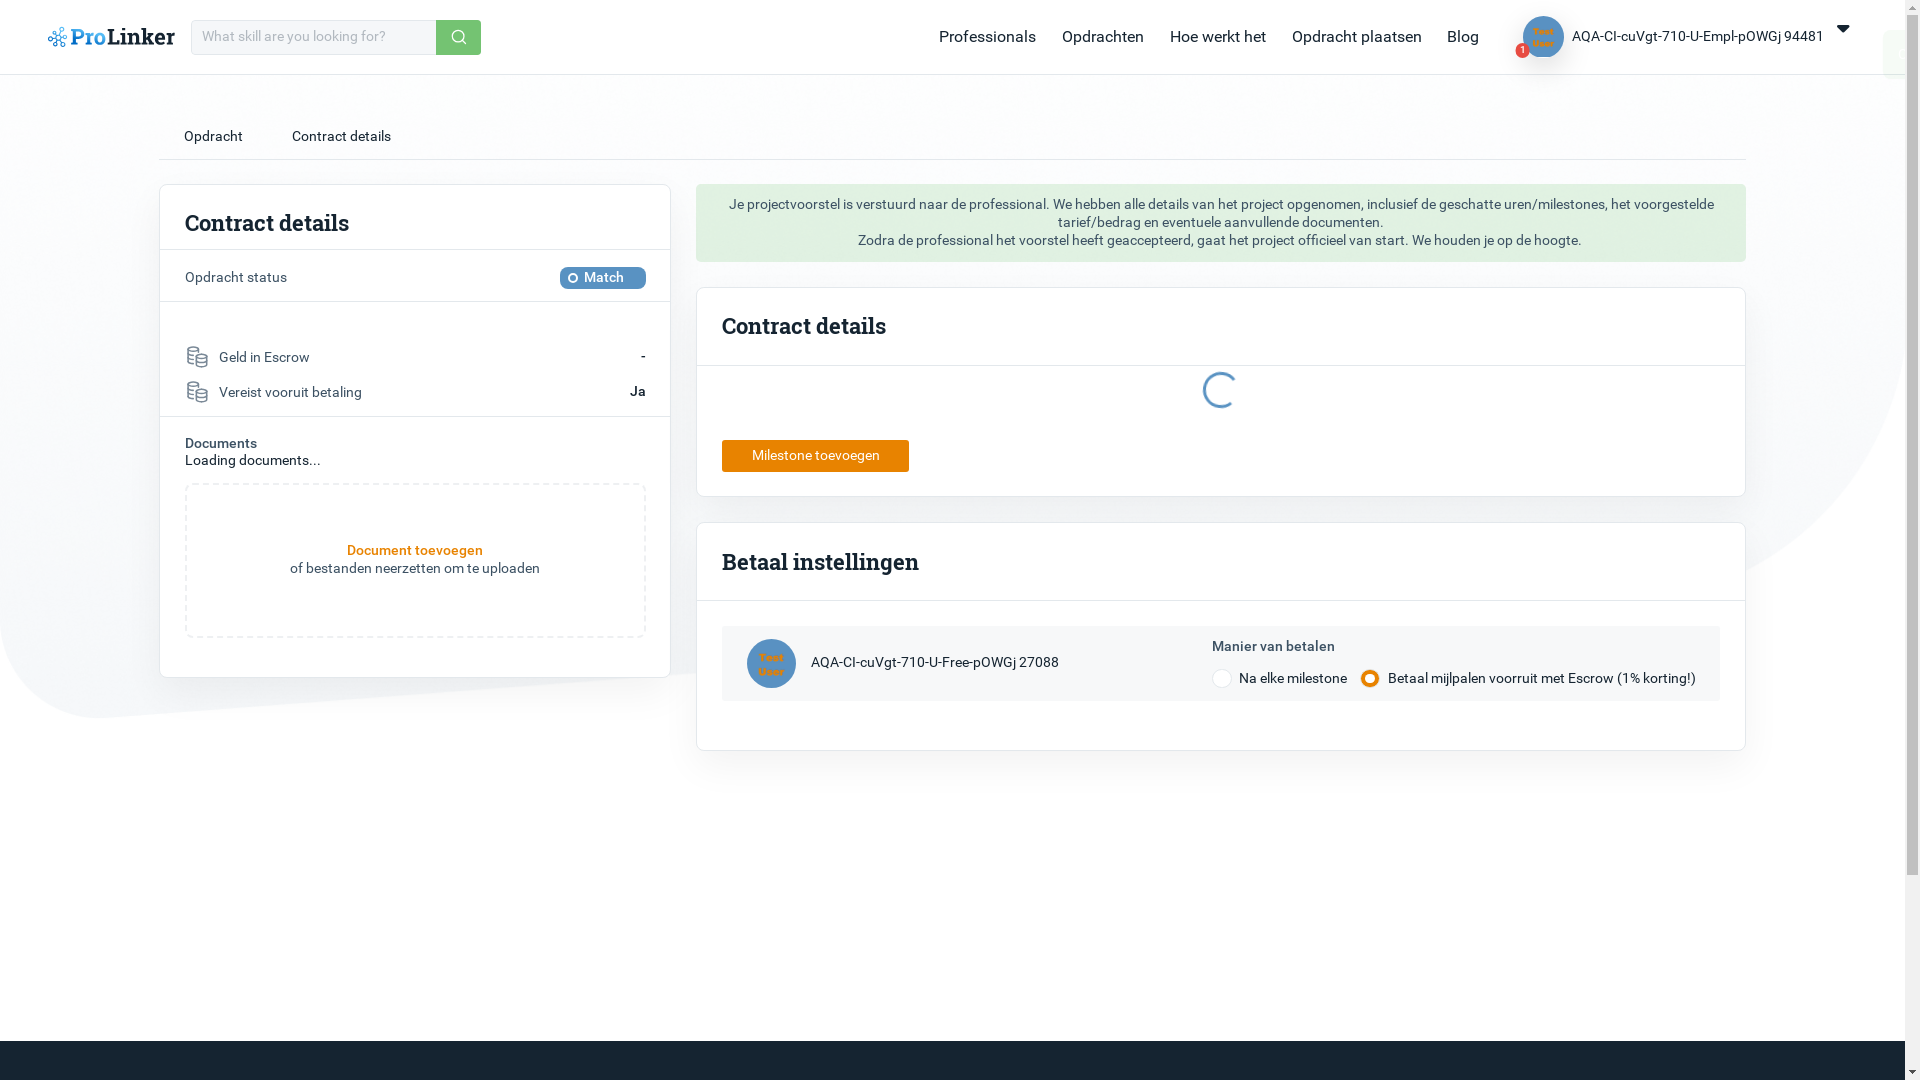 ProLinker
What skill are you looking for?
Professionals
Opdrachten
Hoe werkt het
Opdracht plaatsen
Blog
Test
User
1
AQA-CI-cuVgt-710-U-Empl-pOWGj 94481
Opdracht
Contract details
Contract details
Opdracht status
Match
Geld in Escrow
-
Vereist vooruit betaling
Ja
Documents
Loading documents...
Document toevoegen
of bestanden neerzetten om te uploaden
Je projectvoorstel is verstuurd naar de professional. We hebben alle details van het project opgenomen, inclusief de geschatte uren/milestones, het voorgestelde
tarief/bedrag en eventuele aanvullende documenten.
Zodra de professional het voorstel heeft geaccepteerd, gaat het project officieel van start. We houden je op de hoogte.
Contract details
Milestone toevoegen
Betaal instellingen
Test
User
AQA-CI-cuVgt-710-U-Free-pOWGj 27088
Manier van betalen
Na elke milestone
Betaal mijlpalen voorruit met Escrow (1% korting!)